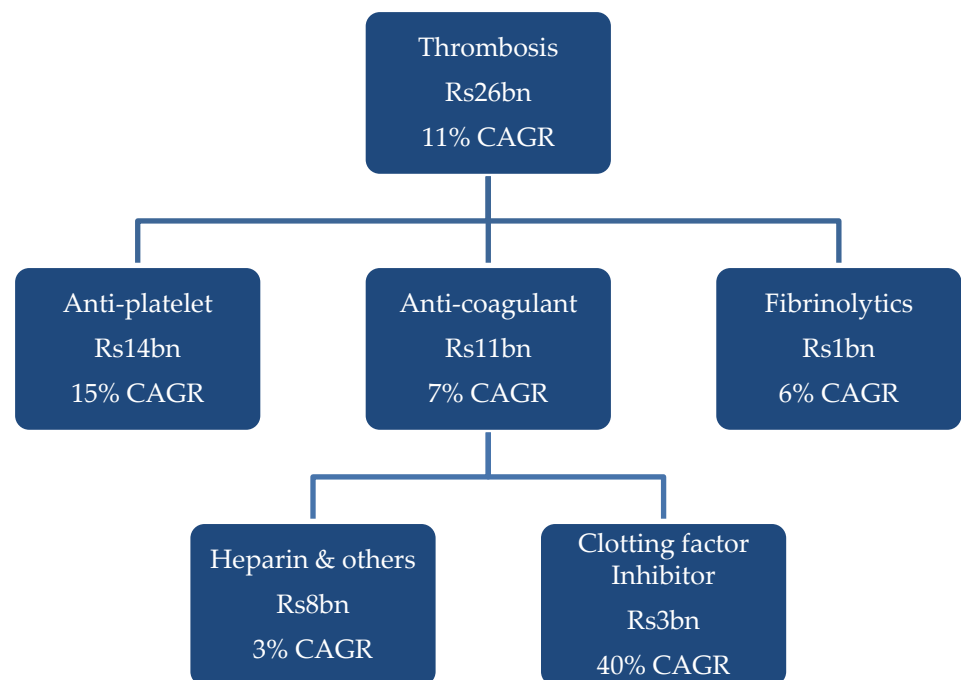 Thrombosis
Rs26bn
11% CAGR
Anti-platelet
Rs14bn
15% CAGR
Anti-coagulant
Rs11bn
7% CAGR
Fibrinolytics
Rs1bn
6% CAGR
Heparin & others
Rs8bn
3% CAGR
Clotting factor
Inhibitor
Rs3bn
40% CAGR